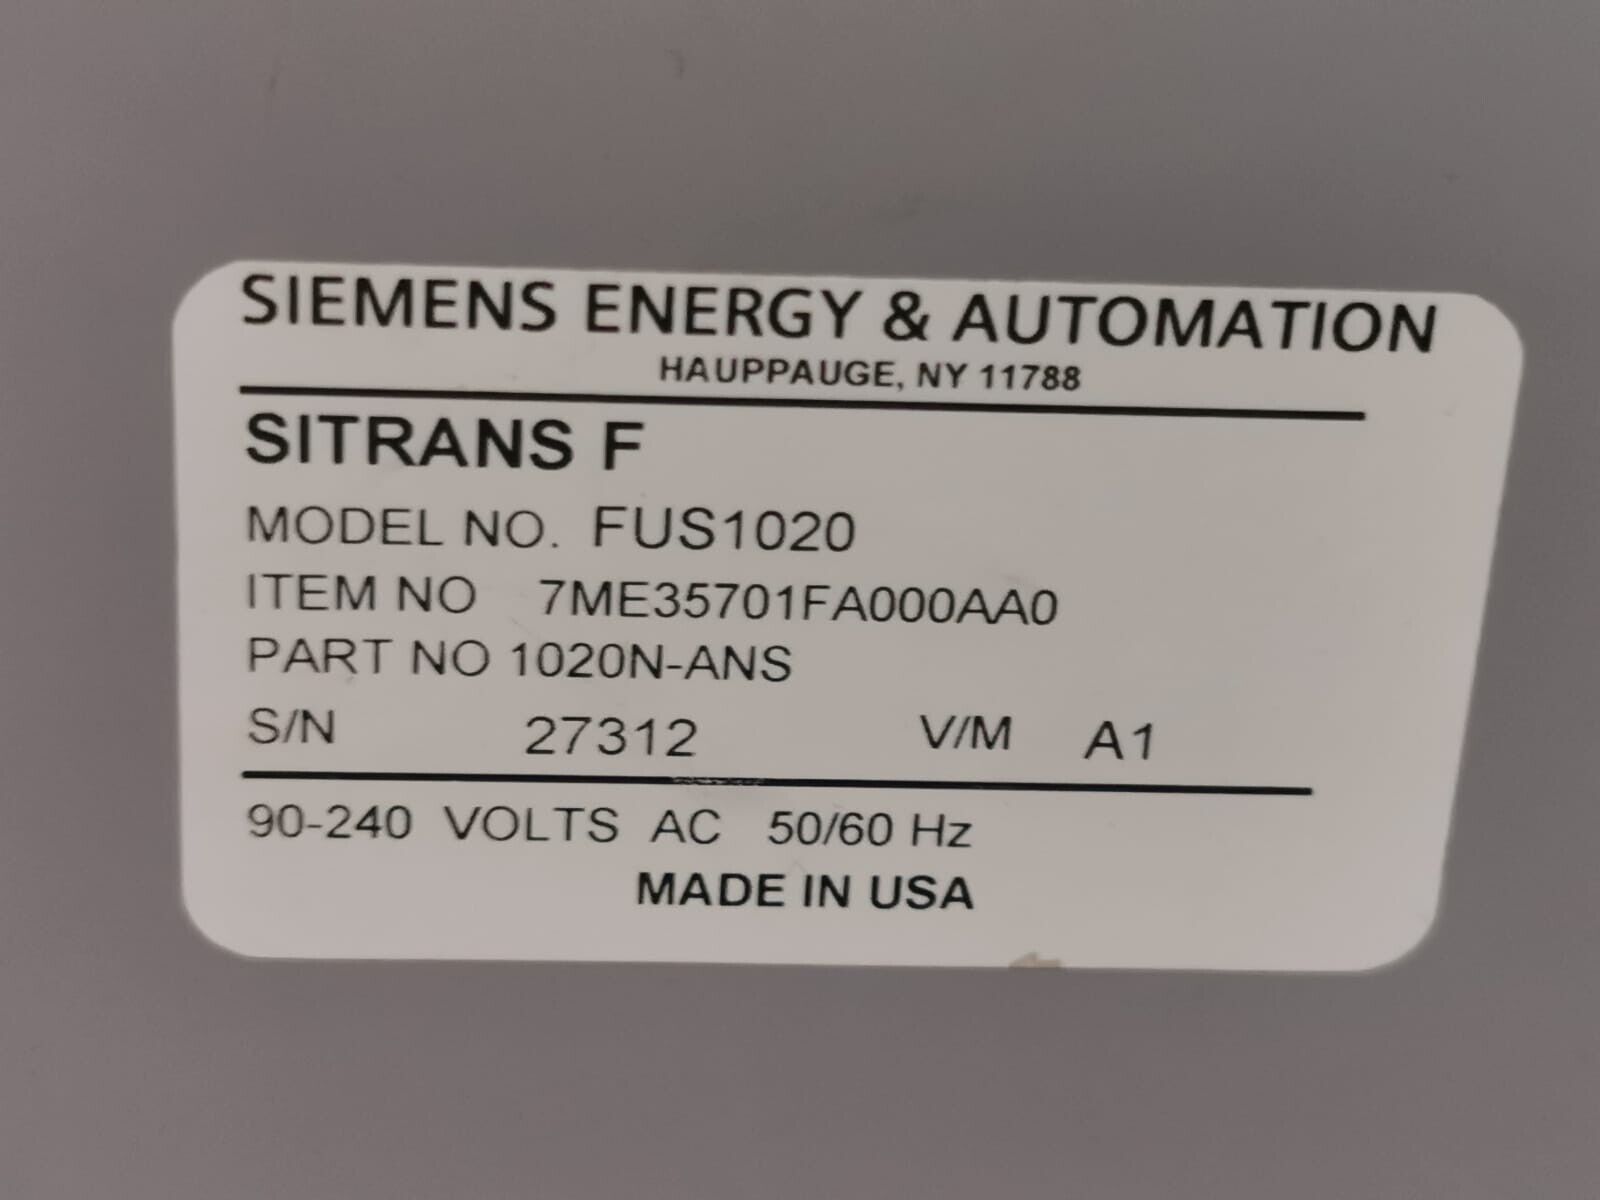 SIEMENS ENERGY & AUTOMATION
HAUPPAUGE, NY 11788
SITRANS F
MODEL NO. FUS1020
ITEM NO 7ME35701FA000AA0
PART NO 1020N-ANS
S/N 27312 V/M A1
90-240 VOLTS AC 50/60 Hz
MADE IN USA